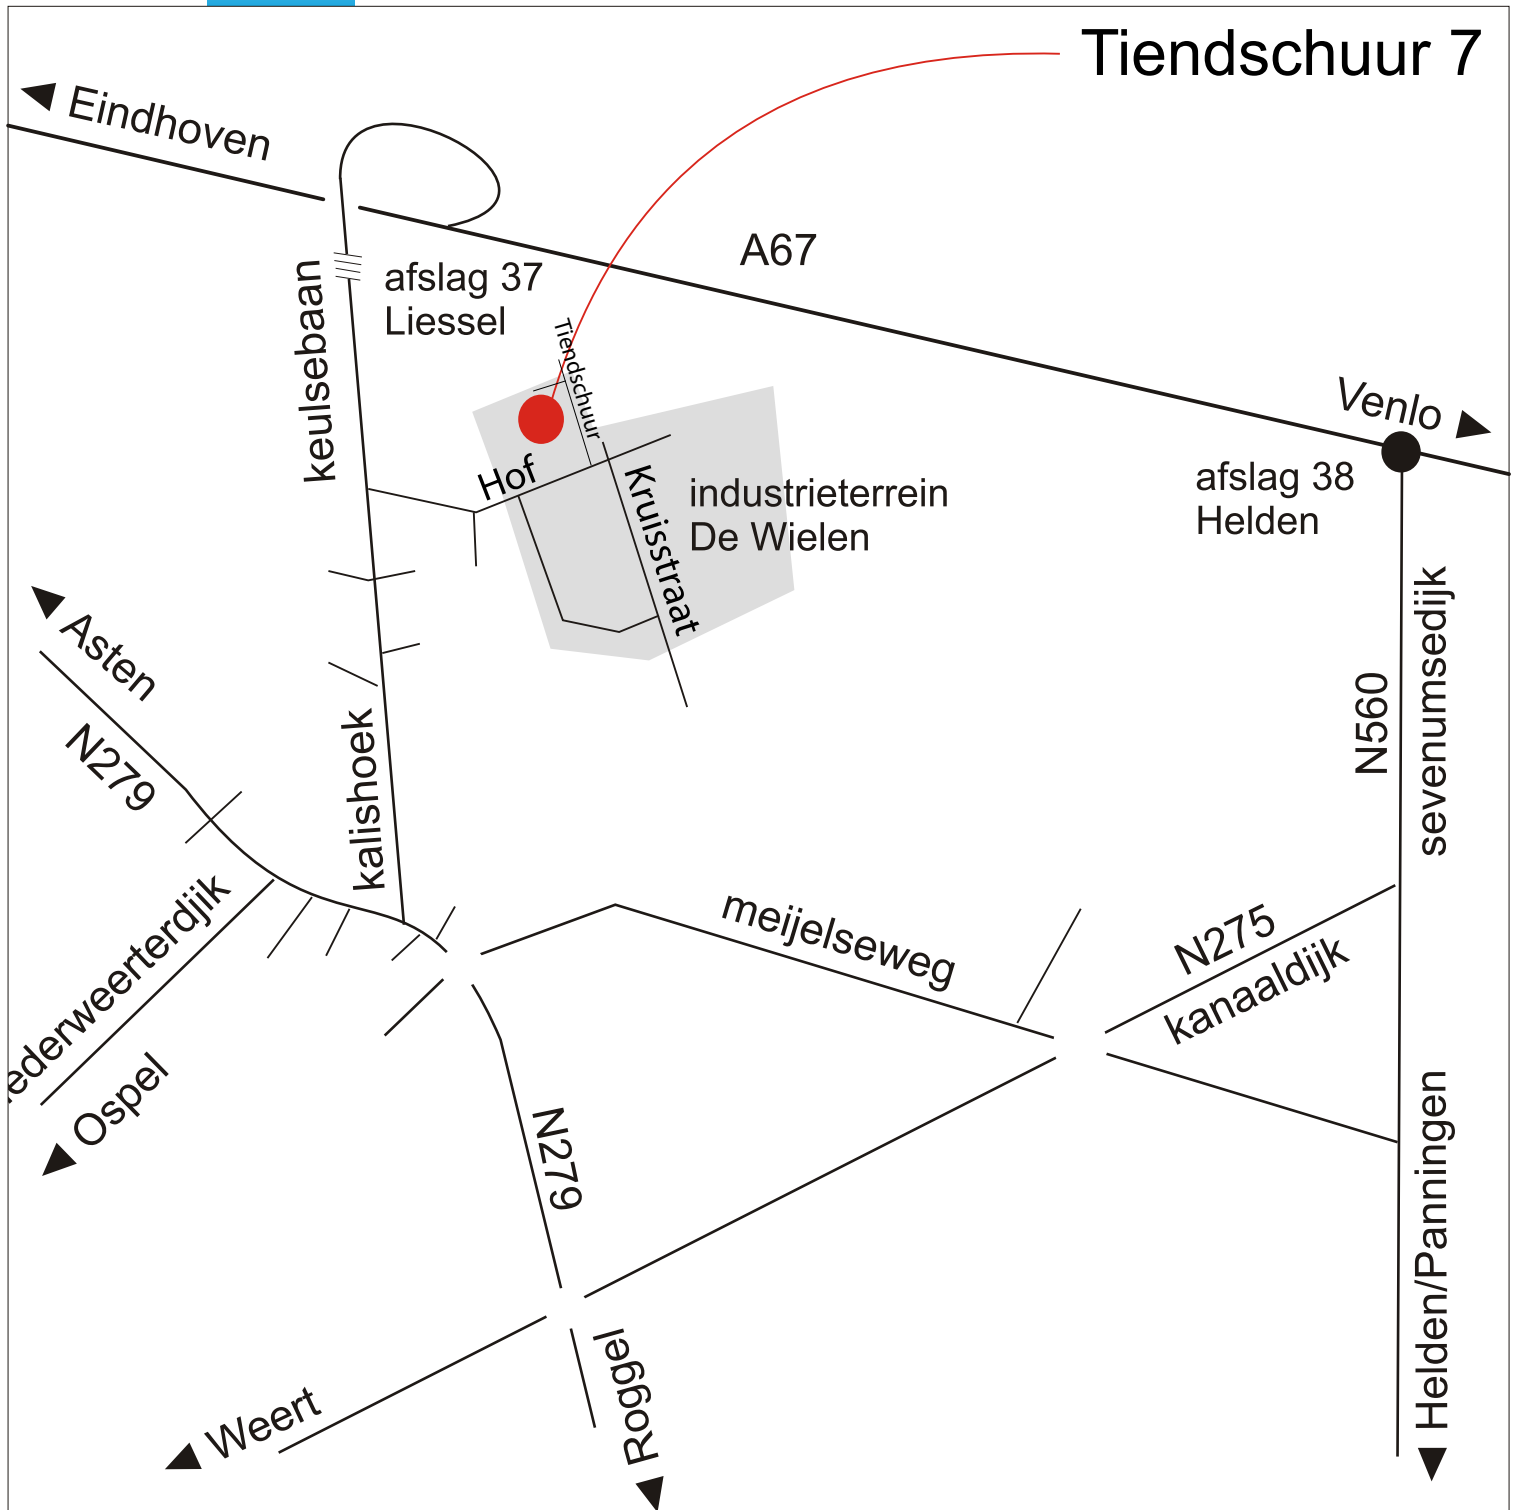 Tiendschuur 7
Eindhoven
A67
afslag 37
Liessel
keulsebaan
Tiendschuur
Venlo
Hof
Kruisstraat
industrieterrein
De Wielen
afslag 38
Helden
Asten
N279
sevenumsedijk
N560
kalishoek
ederweerterdjik
meijelseweg
N275
kanaaldijk
Ospel
N279
Helden/Panningen
Roggel
Weert